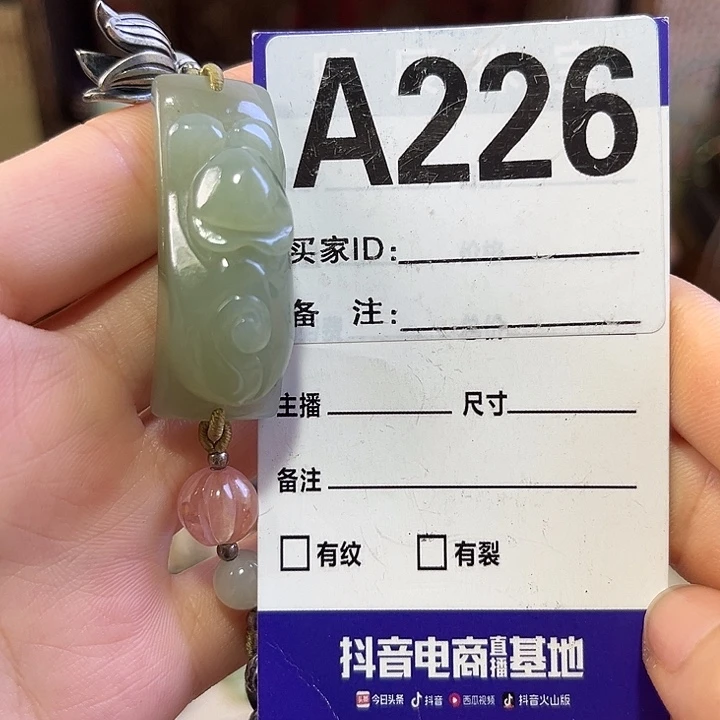 A226
买家ID:
备 注:
主播 尺寸
备注
有纹 有裂
抖音电商直播基地
头条 今日头条 抖音 西瓜视频 抖音火山版